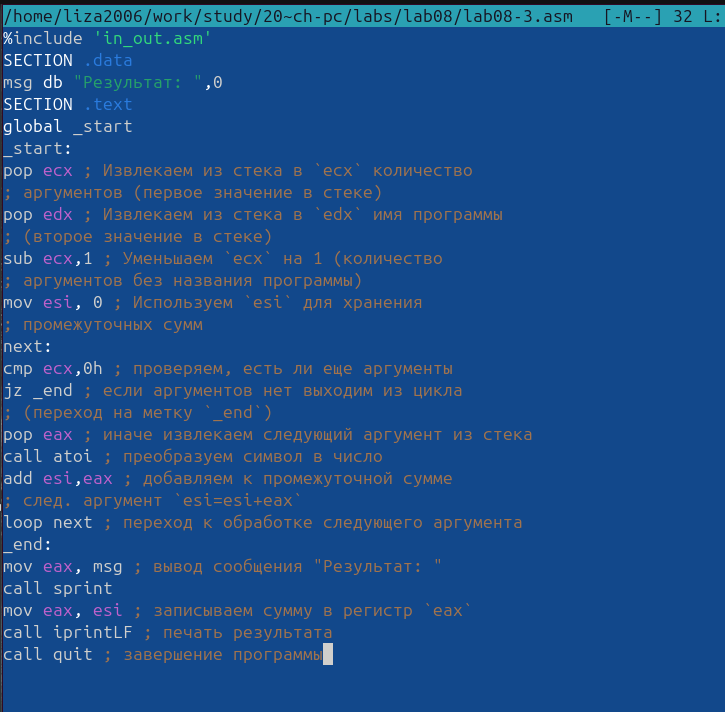 /home/liza2006/work/study/20~ch-pc/labs/lab08/lab08-3.asm   [-M--] 32 L:
%include 'in_out.asm'
SECTION .data
msg db "Результат: ",0
SECTION .text
global _start
_start:
pop ecx ; Извлекаем из стека в `ecx` количество
; аргументов (первое значение в стеке)
pop edx ; Извлекаем из стека в `edx` имя программы
; (второе значение в стеке)
sub ecx,1 ; Уменьшаем `ecx` на 1 (количество
; аргументов без названия программы)
mov esi, 0 ; Используем `esi` для хранения
; промежуточных сумм
next:
cmp ecx,0h ; проверяем, есть ли еще аргументы
jz _end ; если аргументов нет выходим из цикла
; (переход на метку `_end`)
pop eax ; иначе извлекаем следующий аргумент из стека
call atoi ; преобразуем символ в число
add esi,eax ; добавляем к промежуточной сумме
; след. аргумент `esi=esi+eax`
loop next ; переход к обработке следующего аргумента
_end:
mov eax, msg ; вывод сообщения "Результат: "
call sprint
mov eax, esi ; записываем сумму в регистр `eax`
call iprintLF ; печать результата
call quit ; завершение программы